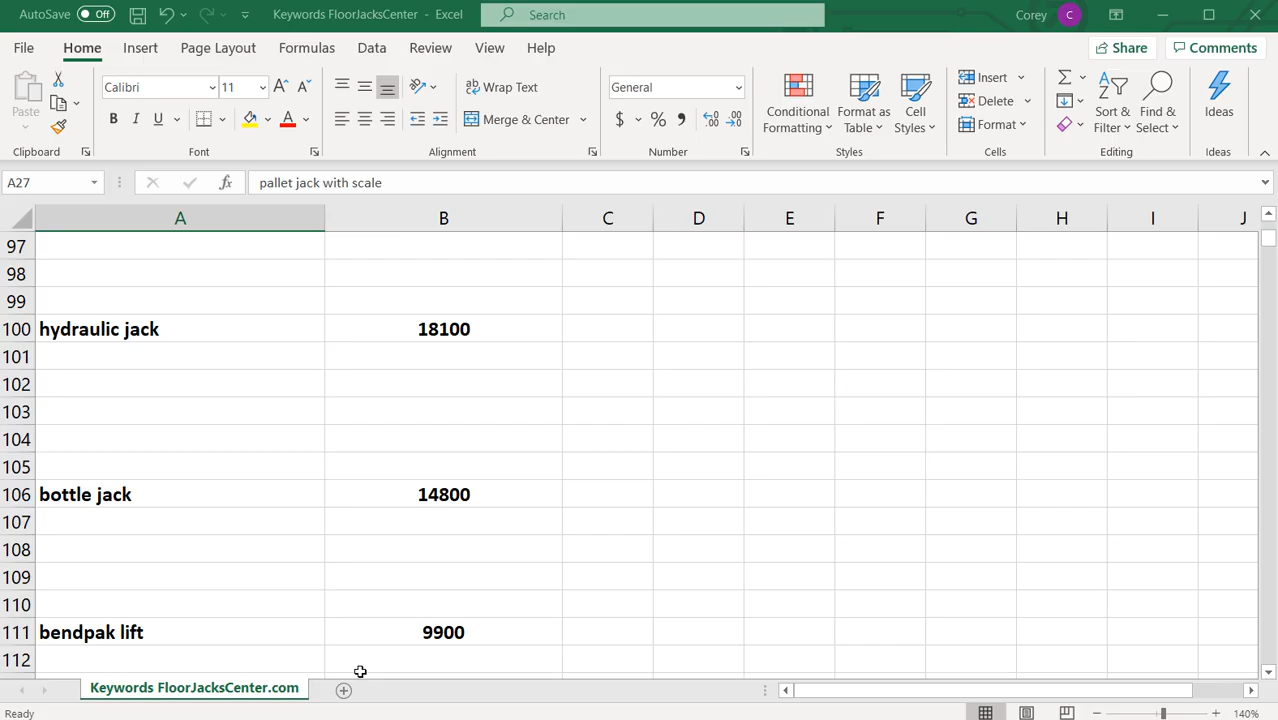 AutoSave Off Keywords FloorJacksCenter - Excel Search Corey C
File Home Insert Page Layout Formulas Data Review View Help Share Comments
Paste Calibri 11 A A Wrap Text General Insert
B I U A Merge & Center $ % , Conditional Formatting Format as Table Cell Styles Delete Sort & Filter Find & Select Ideas
Format
Clipboard Font Alignment Number Styles Cells Editing Ideas
A27 fx pallet jack with scale
A B C D E F G H I J
97
98
99
100 hydraulic jack 18100
101
102
103
104
105
106 bottle jack 14800
107
108
109
110
111 bendpak lift 9900
112
Keywords FloorJacksCenter.com
Ready 140%